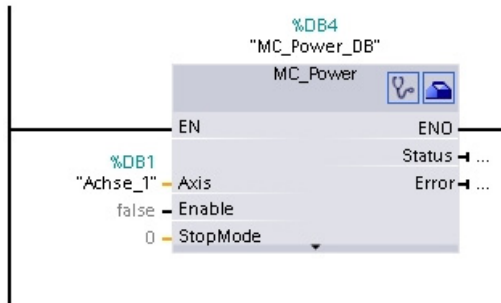 %DB4
"MC_Power_DB"
MC_Power
EN ENO
Status ...
%DB1
"Achse_1" Axis Error ...
false Enable
0 StopMode